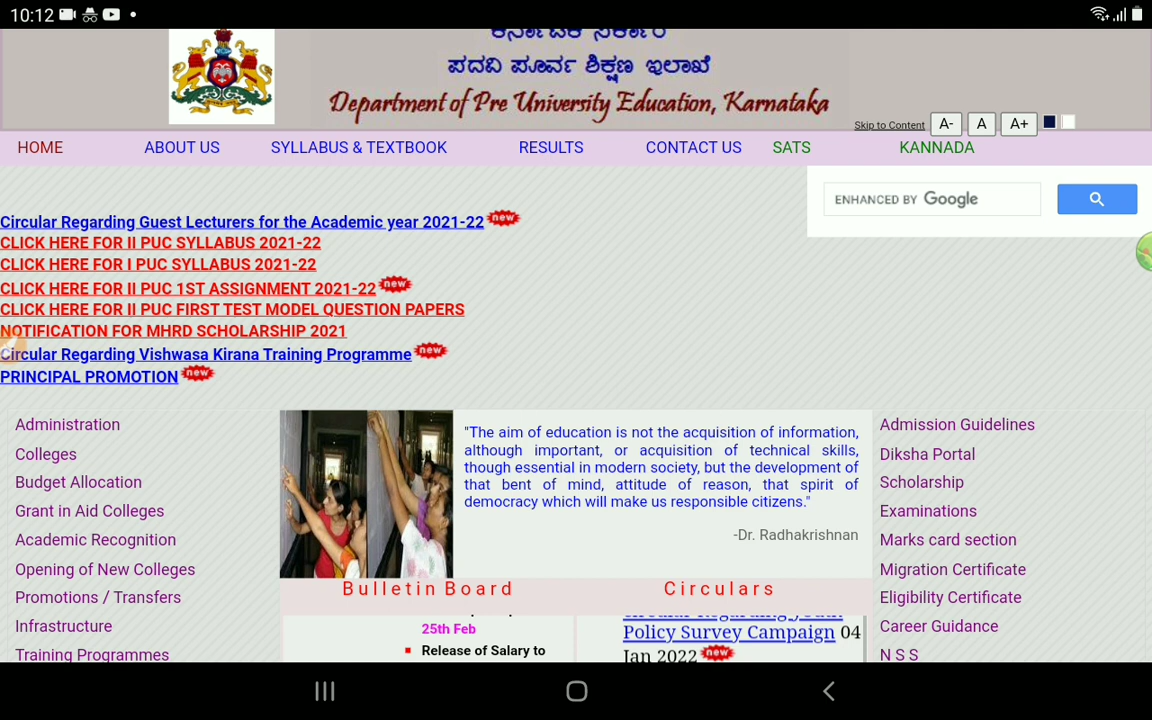 10:12
ಕರ್ನಾಟಕ ಸರ್ಕಾರ
ಪದವಿ ಪೂರ್ವ ಶಿಕ್ಷಣ ಇಲಾಖೆ
Department of Pre University Education, Karnataka
Skip to Content A- A A+
HOME ABOUT US SYLLABUS & TEXTBOOK RESULTS CONTACT US SATS KANNADA
ENHANCED BY Google
Circular Regarding Guest Lecturers for the Academic year 2021-22 new
CLICK HERE FOR II PUC SYLLABUS 2021-22
CLICK HERE FOR I PUC SYLLABUS 2021-22
CLICK HERE FOR II PUC 1ST ASSIGNMENT 2021-22 new
CLICK HERE FOR II PUC FIRST TEST MODEL QUESTION PAPERS
NOTIFICATION FOR MHRD SCHOLARSHIP 2021
Circular Regarding Vishwasa Kirana Training Programme new
PRINCIPAL PROMOTION new
Administration
Colleges
Budget Allocation
Grant in Aid Colleges
Academic Recognition
Opening of New Colleges
Promotions / Transfers
Infrastructure
Training Programmes
"The aim of education is not the acquisition of information,
although important, or acquisition of technical skills,
though essential in modern society, but the development of
that bent of mind, attitude of reason, that spirit of
democracy which will make us responsible citizens."
-Dr. Radhakrishnan
Bulletin Board
25th Feb
Release of Salary to
Circulars
Circular Regarding Youth
Policy Survey Campaign 04
Jan 2022 new
Admission Guidelines
Diksha Portal
Scholarship
Examinations
Marks card section
Migration Certificate
Eligibility Certificate
Career Guidance
N S S